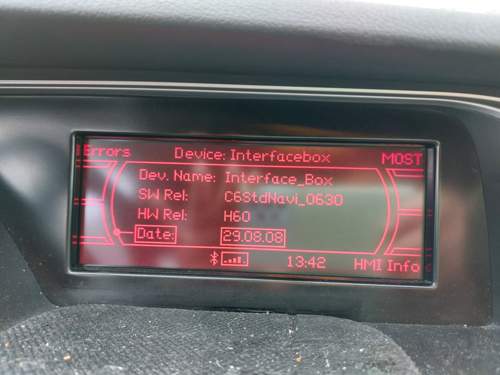 Errors Device: Interfacebox MOST
Dev. Name: Interface_Box
SW Rel: C6StdNavi_0630
HW Rel: H60
Date: 29.08.08
13:42 HMI Info